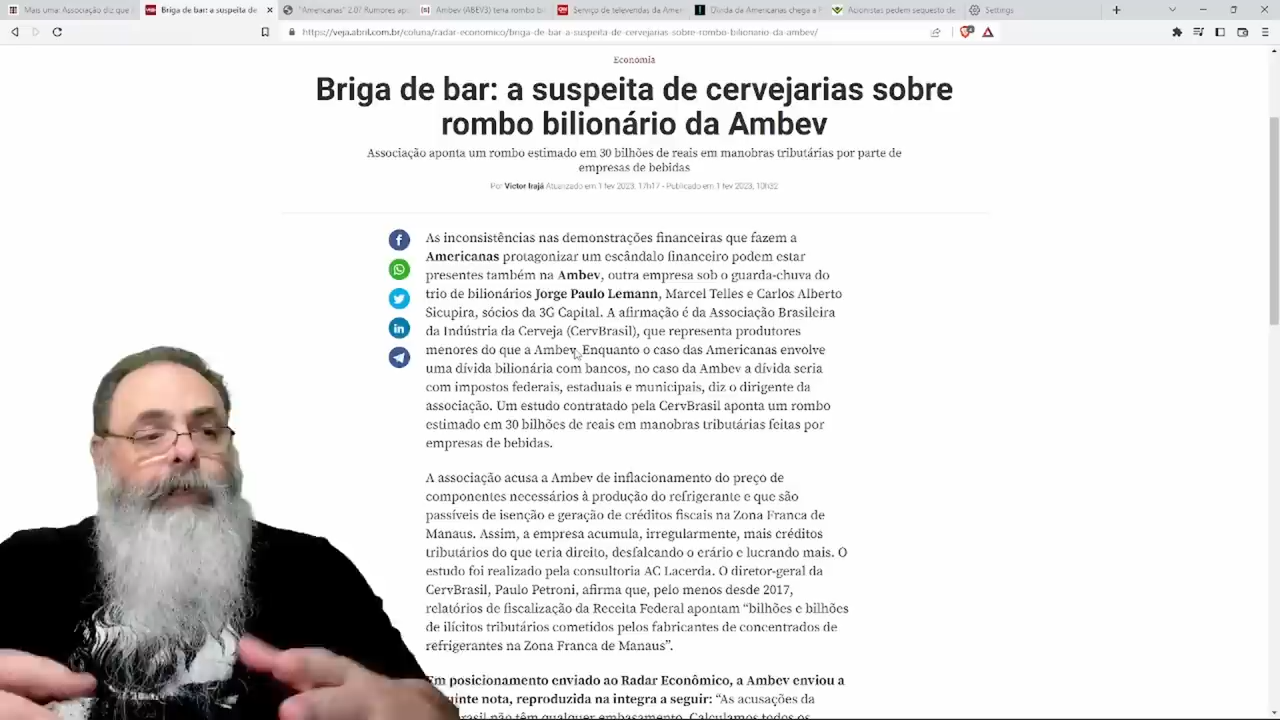 Mais uma! Associação diz que
Briga de bar: a suspeita de
"Americanas" 2.0? Rumores apo
Ambev (ABEV3) teria rombo bi
Serviço de televendas da Amer
Dívida da Americanas chega a R
Acionistas pedem sequestro de
Settings
https://veja.abril.com.br/coluna/radar-economico/briga-de-bar-a-suspeita-de-cervejarias-sobre-rombo-bilionario-da-ambev/
Economia
Briga de bar: a suspeita de cervejarias sobre
rombo bilionário da Ambev
Associação aponta um rombo estimado em 30 bilhões de reais em manobras tributárias por parte de
empresas de bebidas
Por Victor Irajá Atualizado em 1 fev 2023, 17h17 - Publicado em 1 fev 2023, 10h32
As inconsistências nas demonstrações financeiras que fazem a
Americanas protagonizar um escândalo financeiro podem estar
presentes também na Ambev, outra empresa sob o guarda-chuva do
trio de bilionários Jorge Paulo Lemann, Marcel Telles e Carlos Alberto
Sicupira, sócios da 3G Capital. A afirmação é da Associação Brasileira
da Indústria da Cerveja (CervBrasil), que representa produtores
menores do que a Ambev. Enquanto o caso das Americanas envolve
uma dívida bilionária com bancos, no caso da Ambev a dívida seria
com impostos federais, estaduais e municipais, diz o dirigente da
associação. Um estudo contratado pela CervBrasil aponta um rombo
estimado em 30 bilhões de reais em manobras tributárias feitas por
empresas de bebidas.
A associação acusa a Ambev de inflacionamento do preço de
componentes necessários à produção do refrigerante e que são
passíveis de isenção e geração de créditos fiscais na Zona Franca de
Manaus. Assim, a empresa acumula, irregularmente, mais créditos
tributários do que teria direito, desfalcando o erário e lucrando mais. O
estudo foi realizado pela consultoria AC Lacerda. O diretor-geral da
CervBrasil, Paulo Petroni, afirma que, pelo menos desde 2017,
relatórios de fiscalização da Receita Federal apontam “bilhões e bilhões
de ilícitos tributários cometidos pelos fabricantes de concentrados de
refrigerantes na Zona Franca de Manaus”.
Em posicionamento enviado ao Radar Econômico, a Ambev enviou a
uinte nota, reproduzida na integra a seguir: “As acusações da
rasil não têm qualquer embasamento. Calculamos todos os